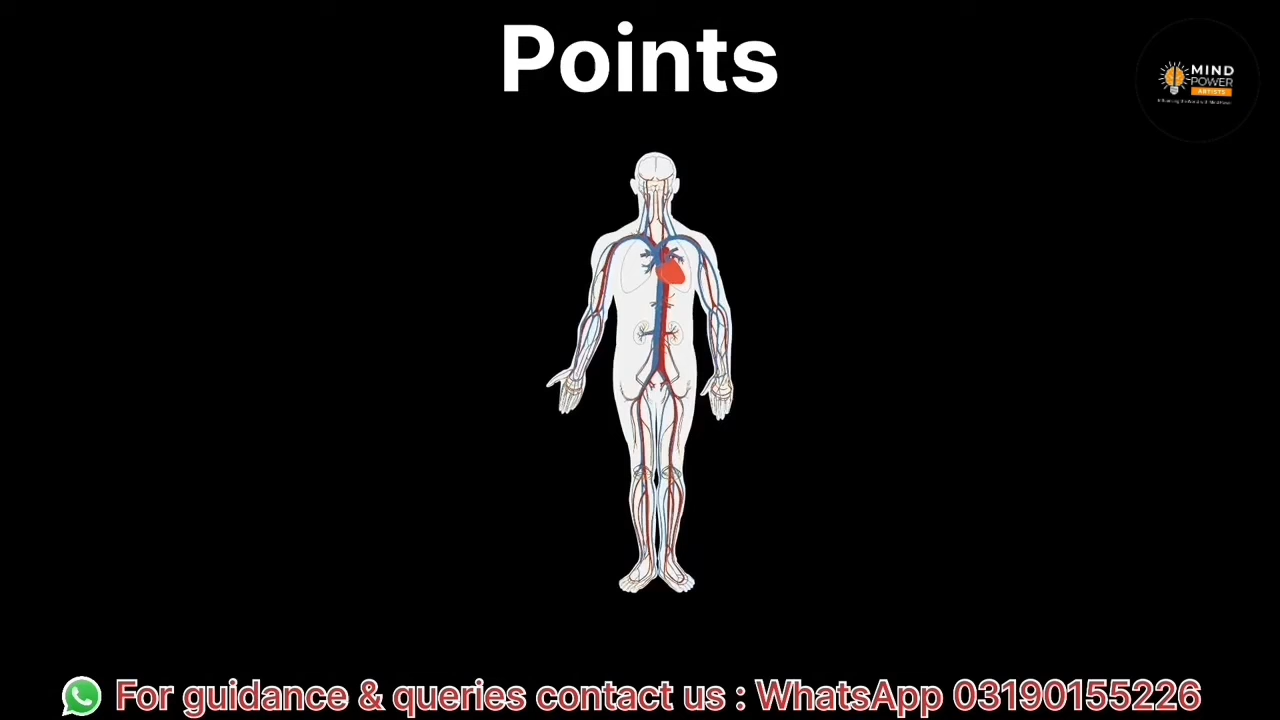 Points
MIND
POWER
ARTISTS
For guidance & queries contact us : WhatsApp 03190155226